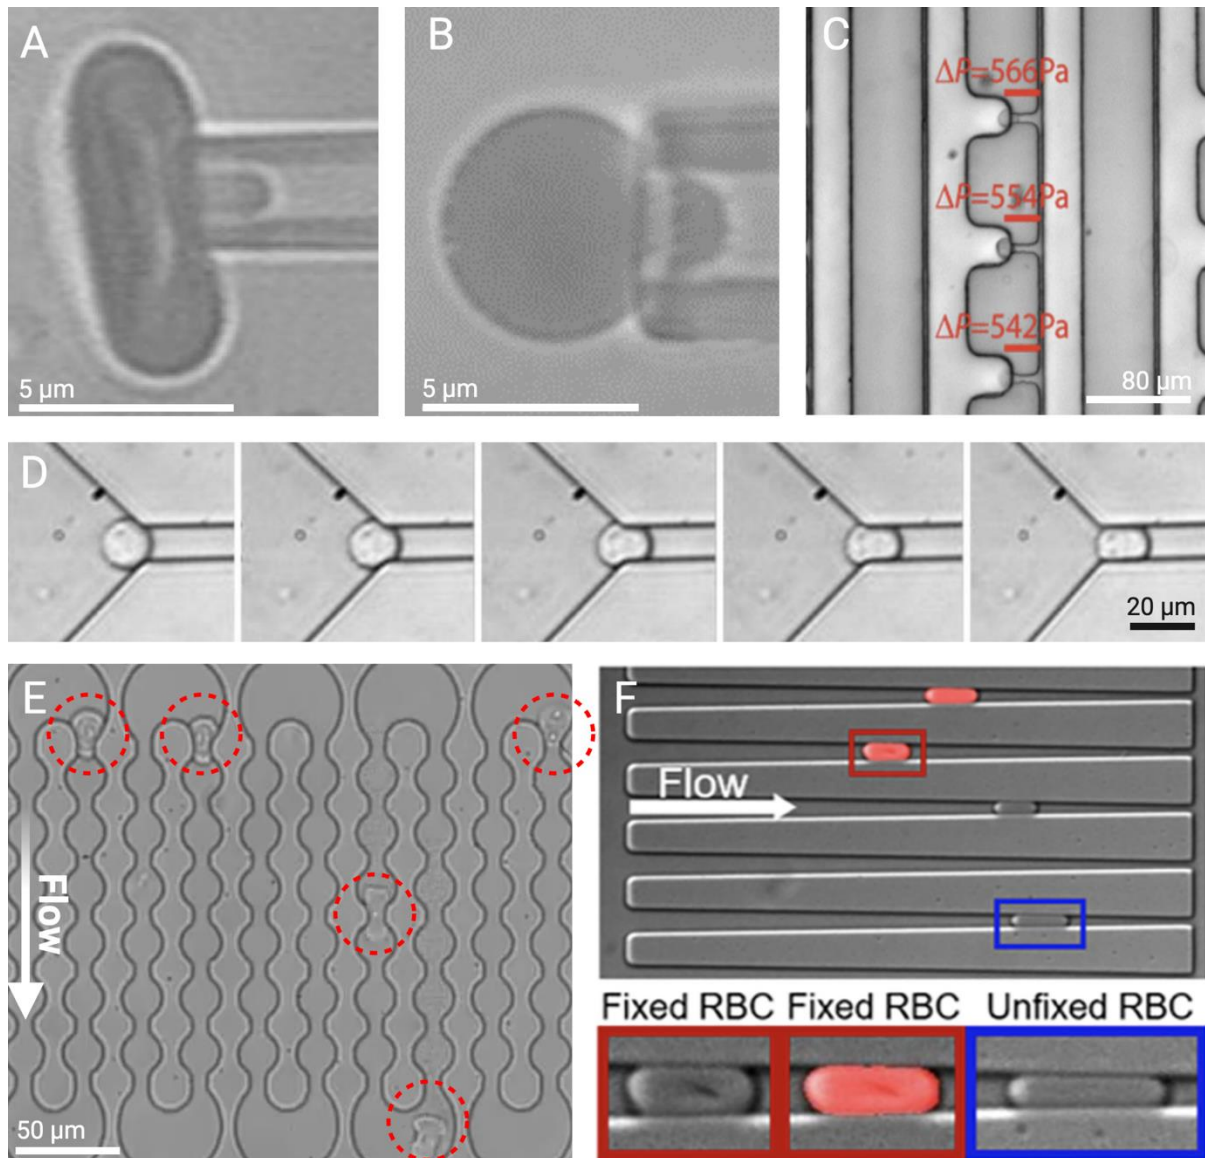 A
B
C
ΔP=566Pa
ΔP=554Pa
ΔP=542Pa
5 µm
5 µm
80 µm
D
20 µm
E
Flow
50 µm
F
Flow
Fixed RBC
Fixed RBC
Unfixed RBC